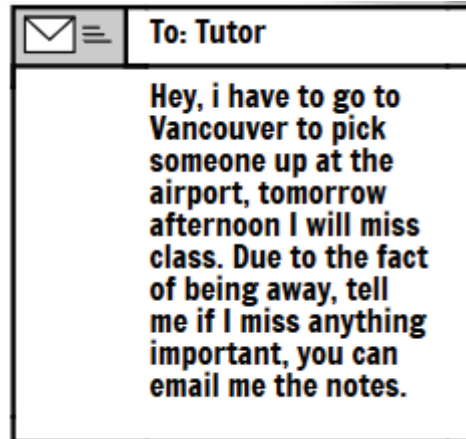 To: Tutor
Hey, i have to go to
Vancouver to pick
someone up at the
airport, tomorrow
afternoon I will miss
class. Due to the fact
of being away, tell
me if I miss anything
important, you can
email me the notes.